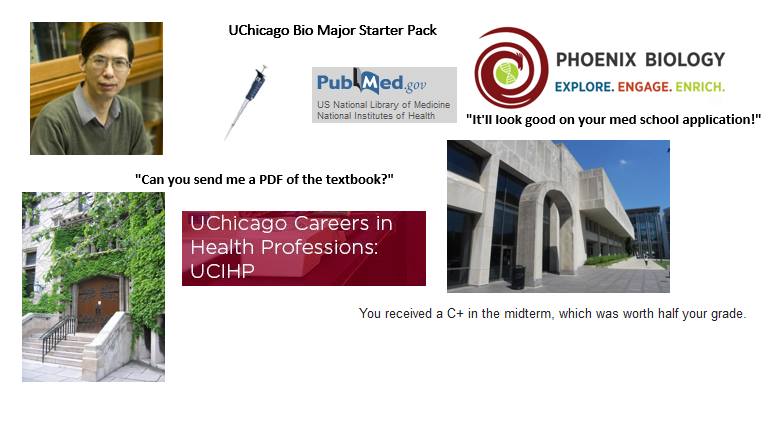 UChicago Bio Major Starter Pack
PubMed.gov
US National Library of Medicine
National Institutes of Health
PHOENIX BIOLOGY
EXPLORE. ENGAGE. ENRICH.
"It'll look good on your med school application!"
"Can you send me a PDF of the textbook?"
UChicago Careers in
Health Professions:
UCIHP
You received a C+ in the midterm, which was worth half your grade.